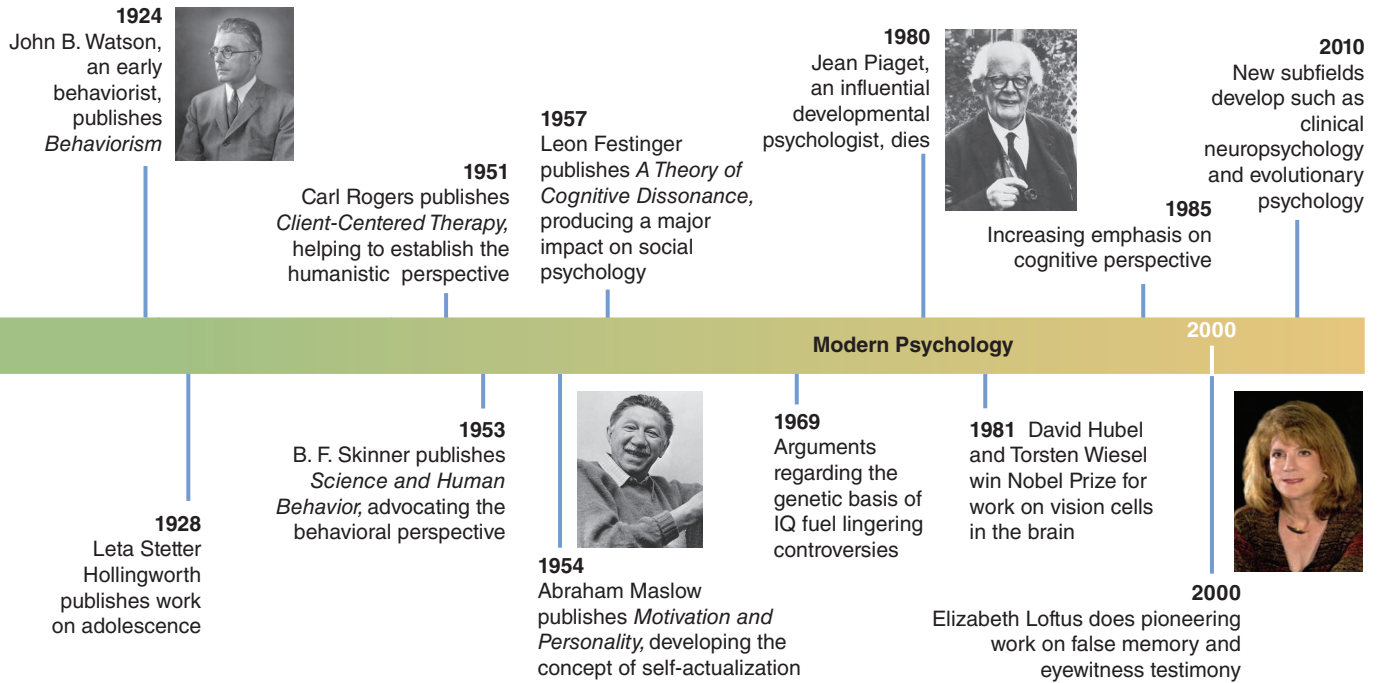 1924
John B. Watson,
an early
behaviorist,
publishes
Behaviorism
1951
Carl Rogers publishes
Client-Centered Therapy,
helping to establish the
humanistic perspective
1957
Leon Festinger
publishes A Theory of
Cognitive Dissonance,
producing a major
impact on social
psychology
1980
Jean Piaget,
an influential
developmental
psychologist, dies
1985
Increasing emphasis on
cognitive perspective
2010
New subfields
develop such as
clinical
neuropsychology
and evolutionary
psychology
Modern Psychology
2000
1928
Leta Stetter
Hollingworth
publishes work
on adolescence
1953
B. F. Skinner publishes
Science and Human
Behavior, advocating the
behavioral perspective
1954
Abraham Maslow
publishes Motivation and
Personality, developing the
concept of self-actualization
1969
Arguments
regarding the
genetic basis of
IQ fuel lingering
controversies
1981 David Hubel
and Torsten Wiesel
win Nobel Prize for
work on vision cells
in the brain
2000
Elizabeth Loftus does pioneering
work on false memory and
eyewitness testimony